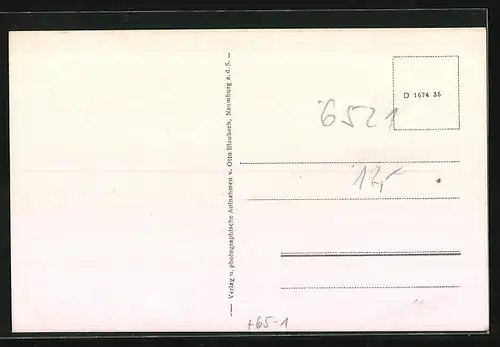 D 1674 35
6521
12,-
— Verlag u. photographische Aufnahmen v. Otto Blaubach, Naumburg a.d.S. —
+65-1